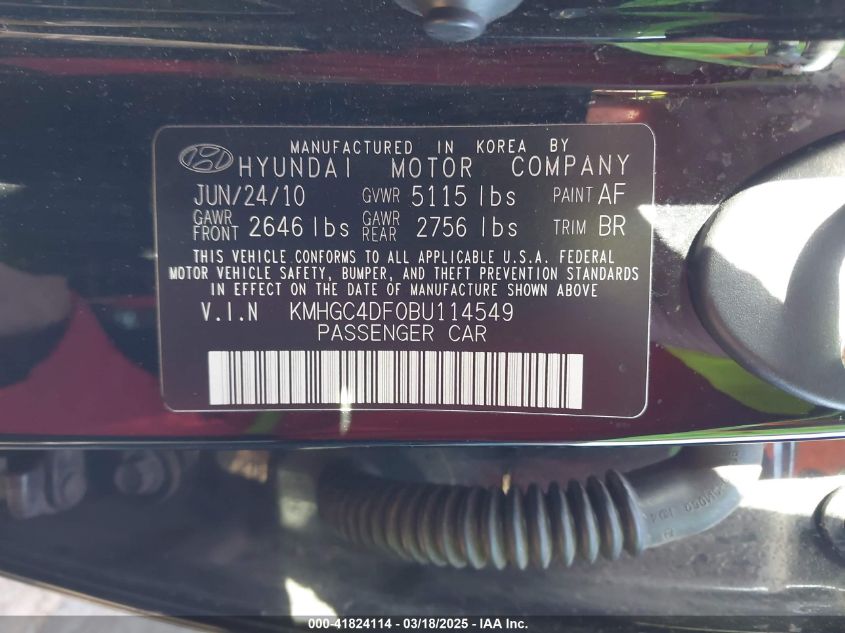 MANUFACTURED IN KOREA BY
HYUNDAI MOTOR COMPANY
JUN/24/10 GVWR 5115 lbs PAINT AF
GAWR FRONT 2646 lbs GAWR REAR 2756 lbs TRIM BR
THIS VEHICLE CONFORMS TO ALL APPLICABLE U.S.A. FEDERAL
MOTOR VEHICLE SAFETY, BUMPER, AND THEFT PREVENTION STANDARDS
IN EFFECT ON THE DATE OF MANUFACTURE SHOWN ABOVE
V.I.N KMHGC4DF0BU114549
PASSENGER CAR
000-41824114 - 03/18/2025 - IAA Inc.